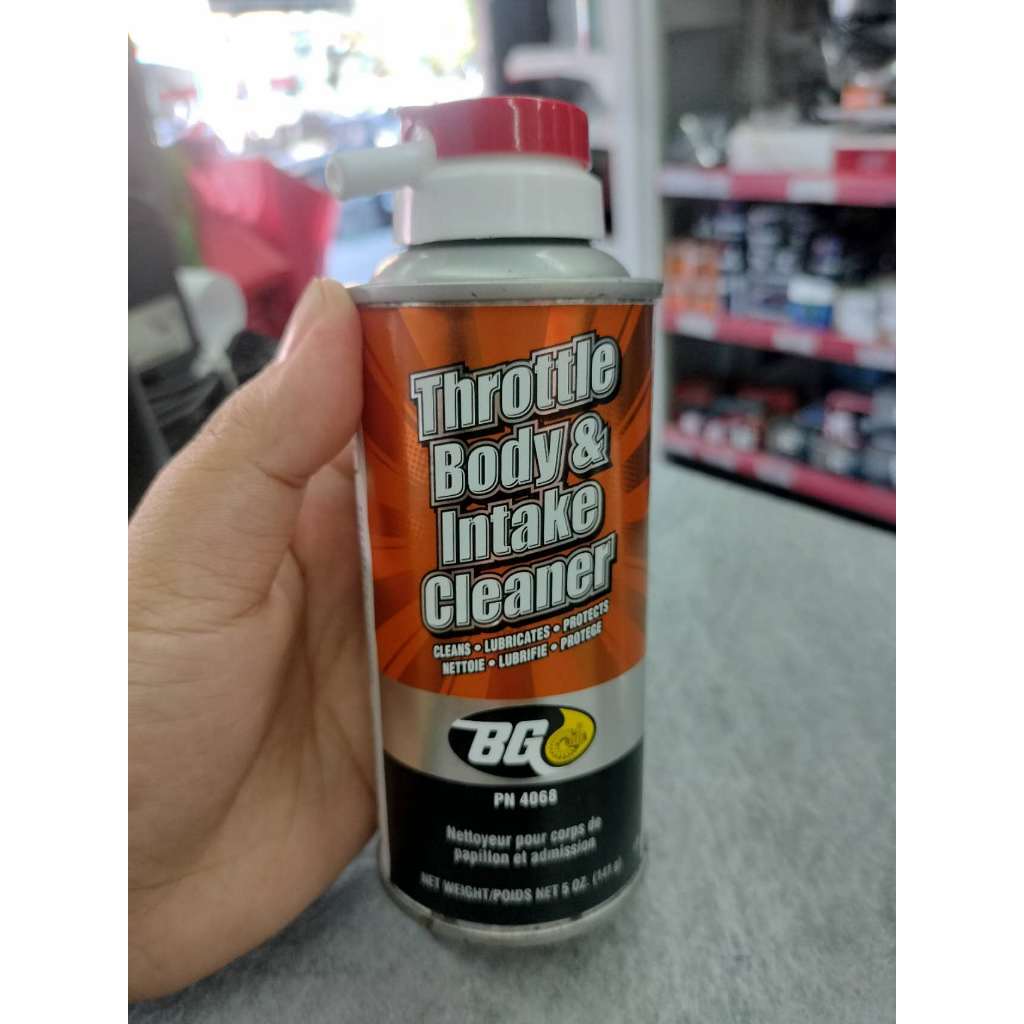 Throttle
Body &
Intake
Cleaner
CLEANS • LUBRICATES • PROTECTS
NETTOIE • LUBRIFIE • PROTEGE
BG
PN 4068
Nettoyeur pour corps de
papillon et admission
NET WEIGHT/POIDS NET 5 OZ. (141 g)